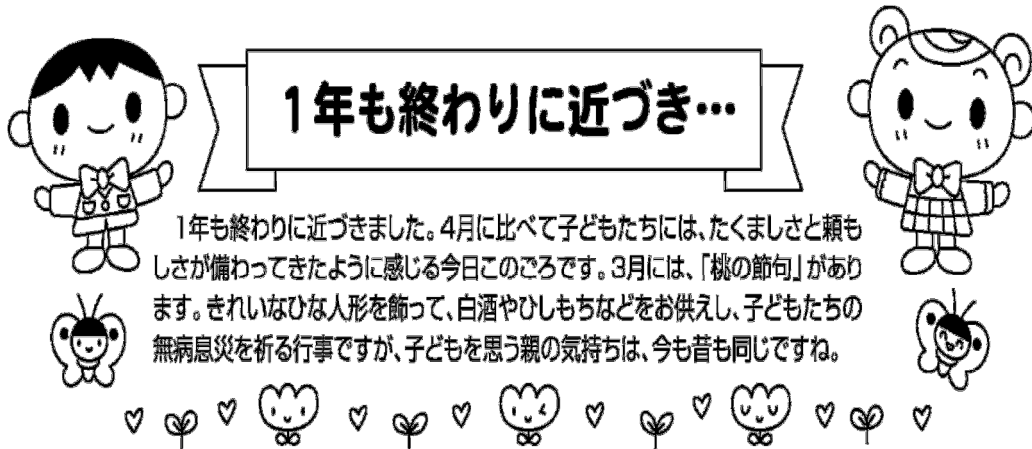 1年も終わりに近づき…
1年も終わりに近づきました。4月に比べて子どもたちには、たくましさと頼も
しさが備わってきたように感じる今日このごろです。3月には、「桃の節句」があり
ます。きれいなひな人形を飾って、白酒やひしもちなどをお供えし、子どもたちの
無病息災を祈る行事ですが、子どもを思う親の気持ちは、今も昔も同じですね。